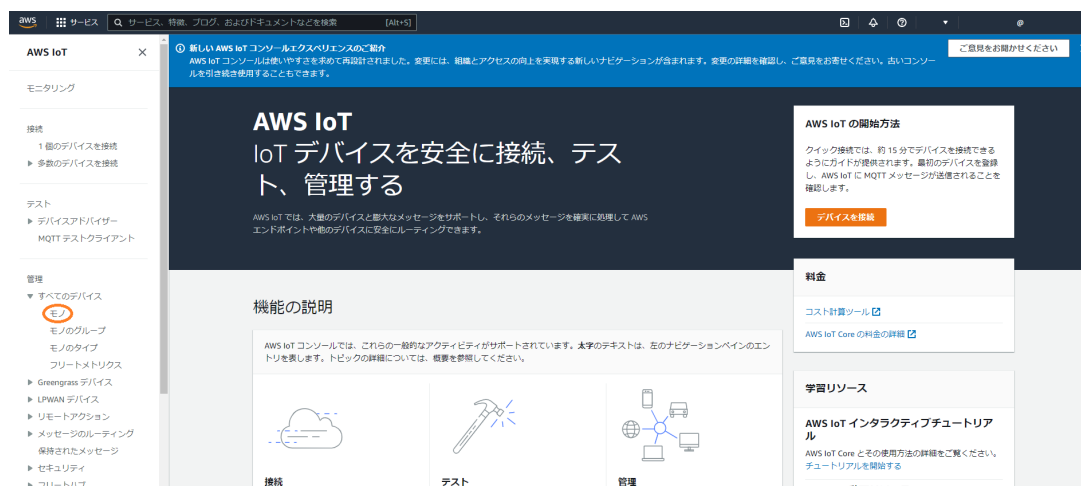 aws
サービス
サービス、特徴、ブログ、およびドキュメントなどを検索
[Alt+S]
@
AWS IoT
モニタリング
接続
1 個のデバイスを接続
多数のデバイスを接続
テスト
デバイスアドバイザー
MQTT テストクライアント
管理
すべてのデバイス
モノ
モノのグループ
モノのタイプ
フリートメトリクス
Greengrass デバイス
LPWAN デバイス
リモートアクション
メッセージのルーティング
保持されたメッセージ
セキュリティ
フリートハブ
新しい AWS IoT コンソールエクスペリエンスのご紹介
AWS IoT コンソールは使いやすさを求めて再設計されました。変更には、組織とアクセスの向上を実現する新しいナビゲーションが含まれます。変更の詳細を確認し、ご意見をお寄せください。古いコンソー
ルを引き続き使用することもできます。
ご意見をお聞かせください
AWS IoT
IoT デバイスを安全に接続、テス
ト、管理する
AWS IoT では、大量のデバイスと膨大なメッセージをサポートし、それらのメッセージを確実に処理して AWS
エンドポイントや他のデバイスに安全にルーティングできます。
AWS IoT の開始方法
クイック接続では、約 15 分でデバイスを接続できる
ようにガイドが提供されます。最初のデバイスを登録
し、AWS IoT に MQTT メッセージが送信されることを
確認します。
デバイスを接続
料金
コスト計算ツール
AWS IoT Core の料金の詳細
機能の説明
AWS IoT コンソールでは、これらの一般的なアクティビティがサポートされています。太字のテキストは、左のナビゲーションペインのエン
トリを表します。トピックの詳細については、概要を参照してください。
接続
テスト
管理
学習リソース
AWS IoT インタラクティブチュートリア
ル
AWS IoT Core とその使用方法の詳細をご覧ください。
チュートリアルを開始する